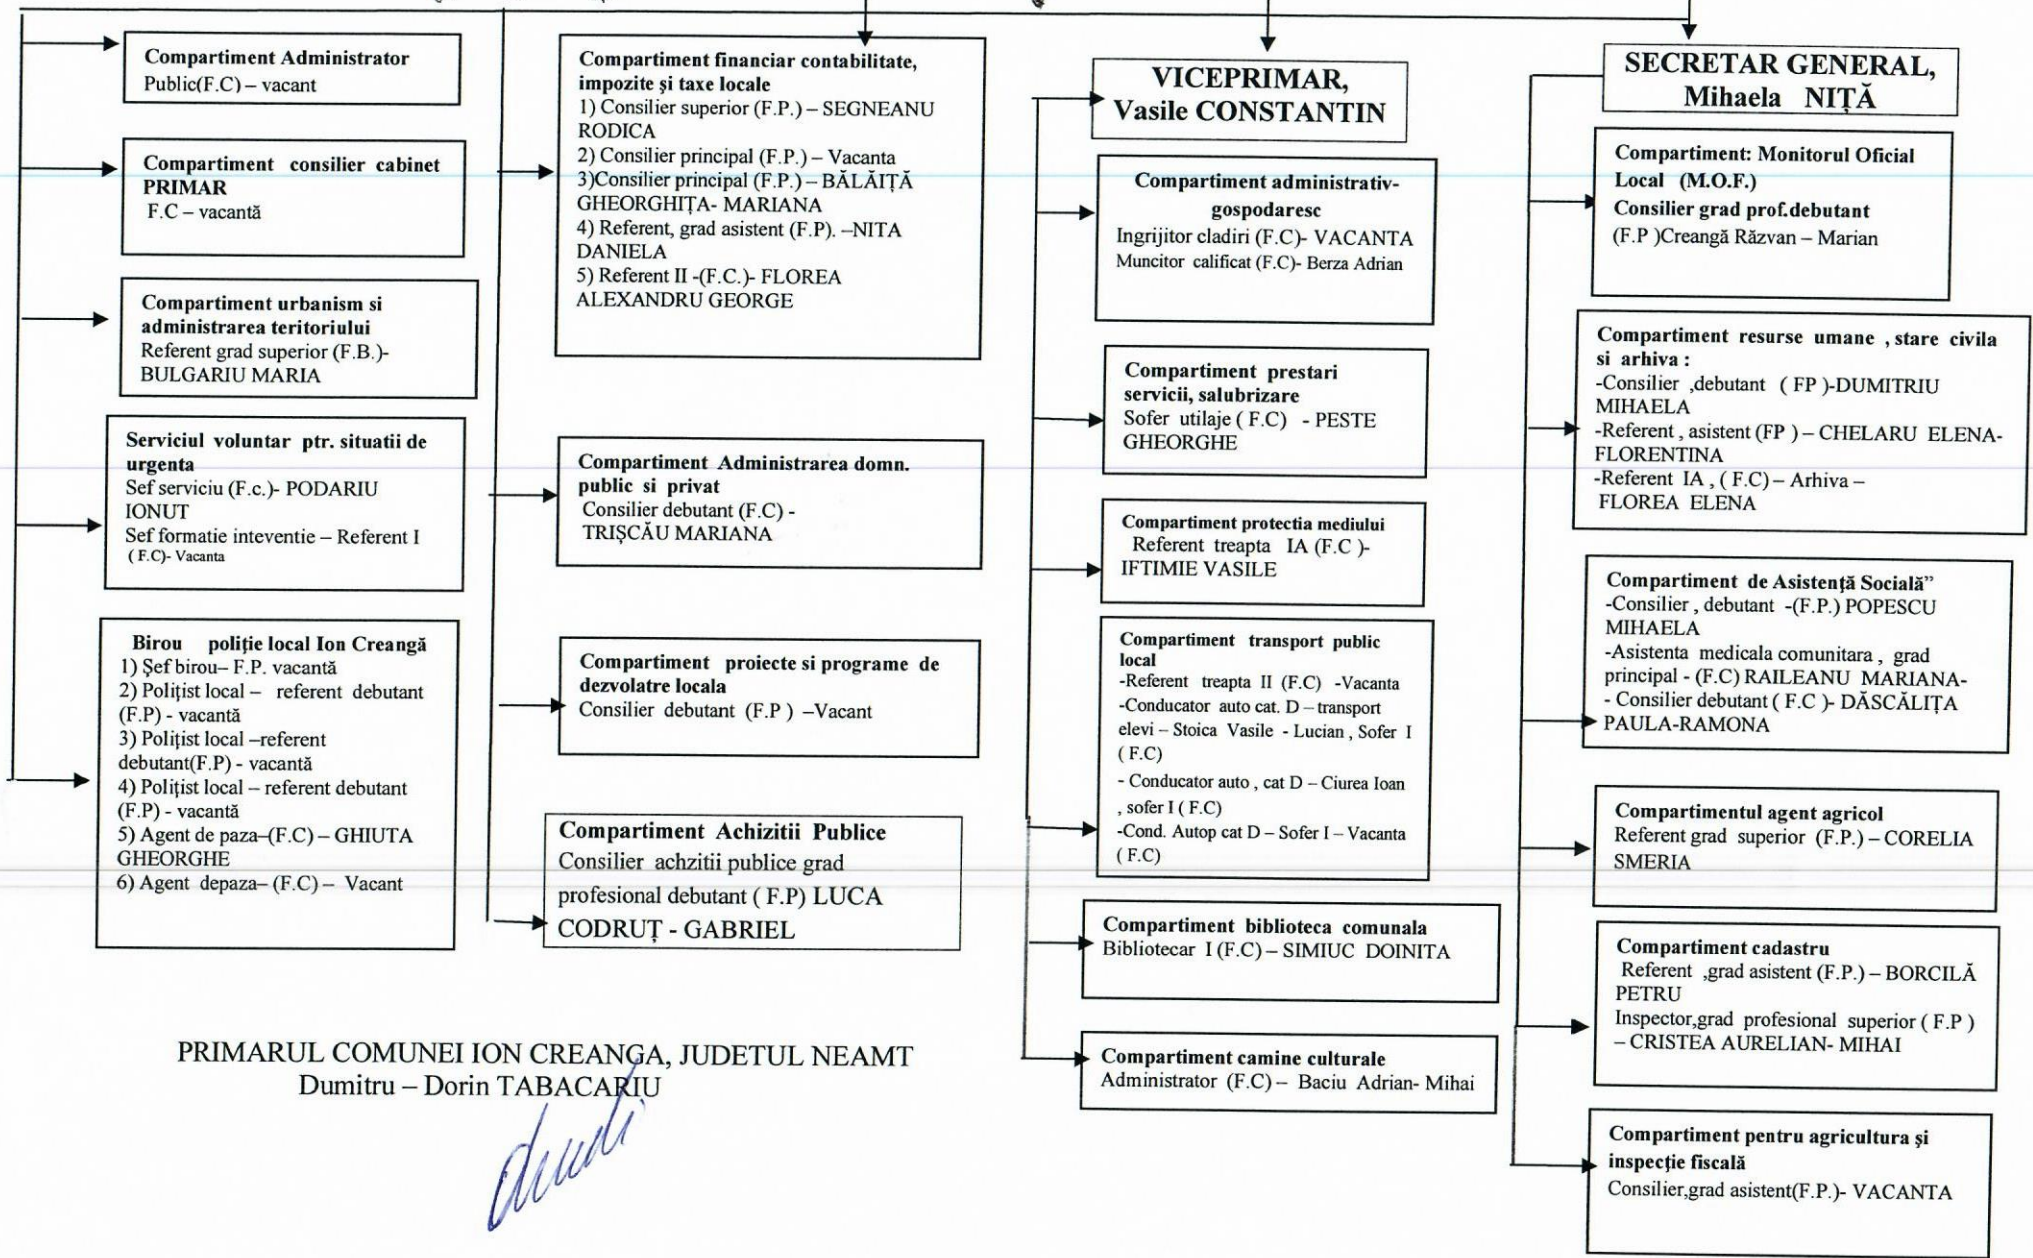 Compartiment Administrator
Public(F.C) – vacant
Compartiment consilier cabinet
PRIMAR
F.C – vacantă
Compartiment urbanism si
administrarea teritoriului
Referent grad superior (F.B.)-
BULGARIU MARIA
Serviciul voluntar ptr. situatii de
urgenta
Sef serviciu (F.c.)- PODARIU
IONUT
Sef formatie inteventie – Referent I
( F.C)- Vacanta
Birou poliție local Ion Creangă
1) Șef birou– F.P. vacantă
2) Polițist local – referent debutant
(F.P) - vacantă
3) Polițist local –referent
debutant(F.P) - vacantă
4) Polițist local – referent debutant
(F.P) - vacantă
5) Agent de paza–(F.C) – GHIUTA
GHEORGHE
6) Agent depaza– (F.C) – Vacant
Compartiment financiar contabilitate,
impozite și taxe locale
1) Consilier superior (F.P.) – SEGNEANU
RODICA
2) Consilier principal (F.P.) – Vacanta
3)Consilier principal (F.P.) – BĂLĂIȚĂ
GHEORGHIȚA- MARIANA
4) Referent, grad asistent (F.P). –NITA
DANIELA
5) Referent II -(F.C.)- FLOREA
ALEXANDRU GEORGE
Compartiment Administrarea domn.
public si privat
Consilier debutant (F.C) -
TRIȘCĂU MARIANA
Compartiment proiecte si programe de
dezvolatre locala
Consilier debutant (F.P ) –Vacant
Compartiment Achizitii Publice
Consilier achzitii publice grad
profesional debutant ( F.P) LUCA
CODRUȚ - GABRIEL
VICEPRIMAR,
Vasile CONSTANTIN
Compartiment administrativ-
gospodaresc
Ingrijitor cladiri (F.C)- VACANTA
Muncitor calificat (F.C)- Berza Adrian
Compartiment prestari
servicii, salubrizare
Sofer utilaje ( F.C) - PESTE
GHEORGHE
Compartiment protectia mediului
Referent treapta IA (F.C )-
IFTIMIE VASILE
Compartiment transport public
local
-Referent treapta II (F.C) -Vacanta
-Conducator auto cat. D – transport
elevi – Stoica Vasile - Lucian , Sofer I
( F.C)
- Conducator auto , cat D – Ciurea Ioan
, sofer I ( F.C)
-Cond. Autop cat D – Sofer I – Vacanta
( F.C)
Compartiment biblioteca comunala
Bibliotecar I (F.C) – SIMIUC DOINITA
Compartiment camine culturale
Administrator (F.C) – Baciu Adrian- Mihai
SECRETAR GENERAL,
Mihaela NIȚĂ
Compartiment: Monitorul Oficial
Local (M.O.F.)
Consilier grad prof.debutant
(F.P )Creangă Răzvan – Marian
Compartiment resurse umane , stare civila
si arhiva :
-Consilier ,debutant ( FP )-DUMITRIU
MIHAELA
-Referent , asistent (FP ) – CHELARU ELENA-
FLORENTINA
-Referent IA , ( F.C) – Arhiva –
FLOREA ELENA
Compartiment de Asistență Socială”
-Consilier , debutant -(F.P.) POPESCU
MIHAELA
-Asistenta medicala comunitara , grad
principal - (F.C) RAILEANU MARIANA-
- Consilier debutant ( F.C )- DĂSCĂLIȚA
PAULA-RAMONA
Compartimentul agent agricol
Referent grad superior (F.P.) – CORELIA
SMERIA
Compartiment cadastru
Referent ,grad asistent (F.P.) – BORCILĂ
PETRU
Inspector,grad profesional superior ( F.P )
– CRISTEA AURELIAN- MIHAI
Compartiment pentru agricultura și
inspecție fiscală
Consilier,grad asistent(F.P.)- VACANTA
PRIMARUL COMUNEI ION CREANGA, JUDETUL NEAMT
Dumitru – Dorin TABACARIU